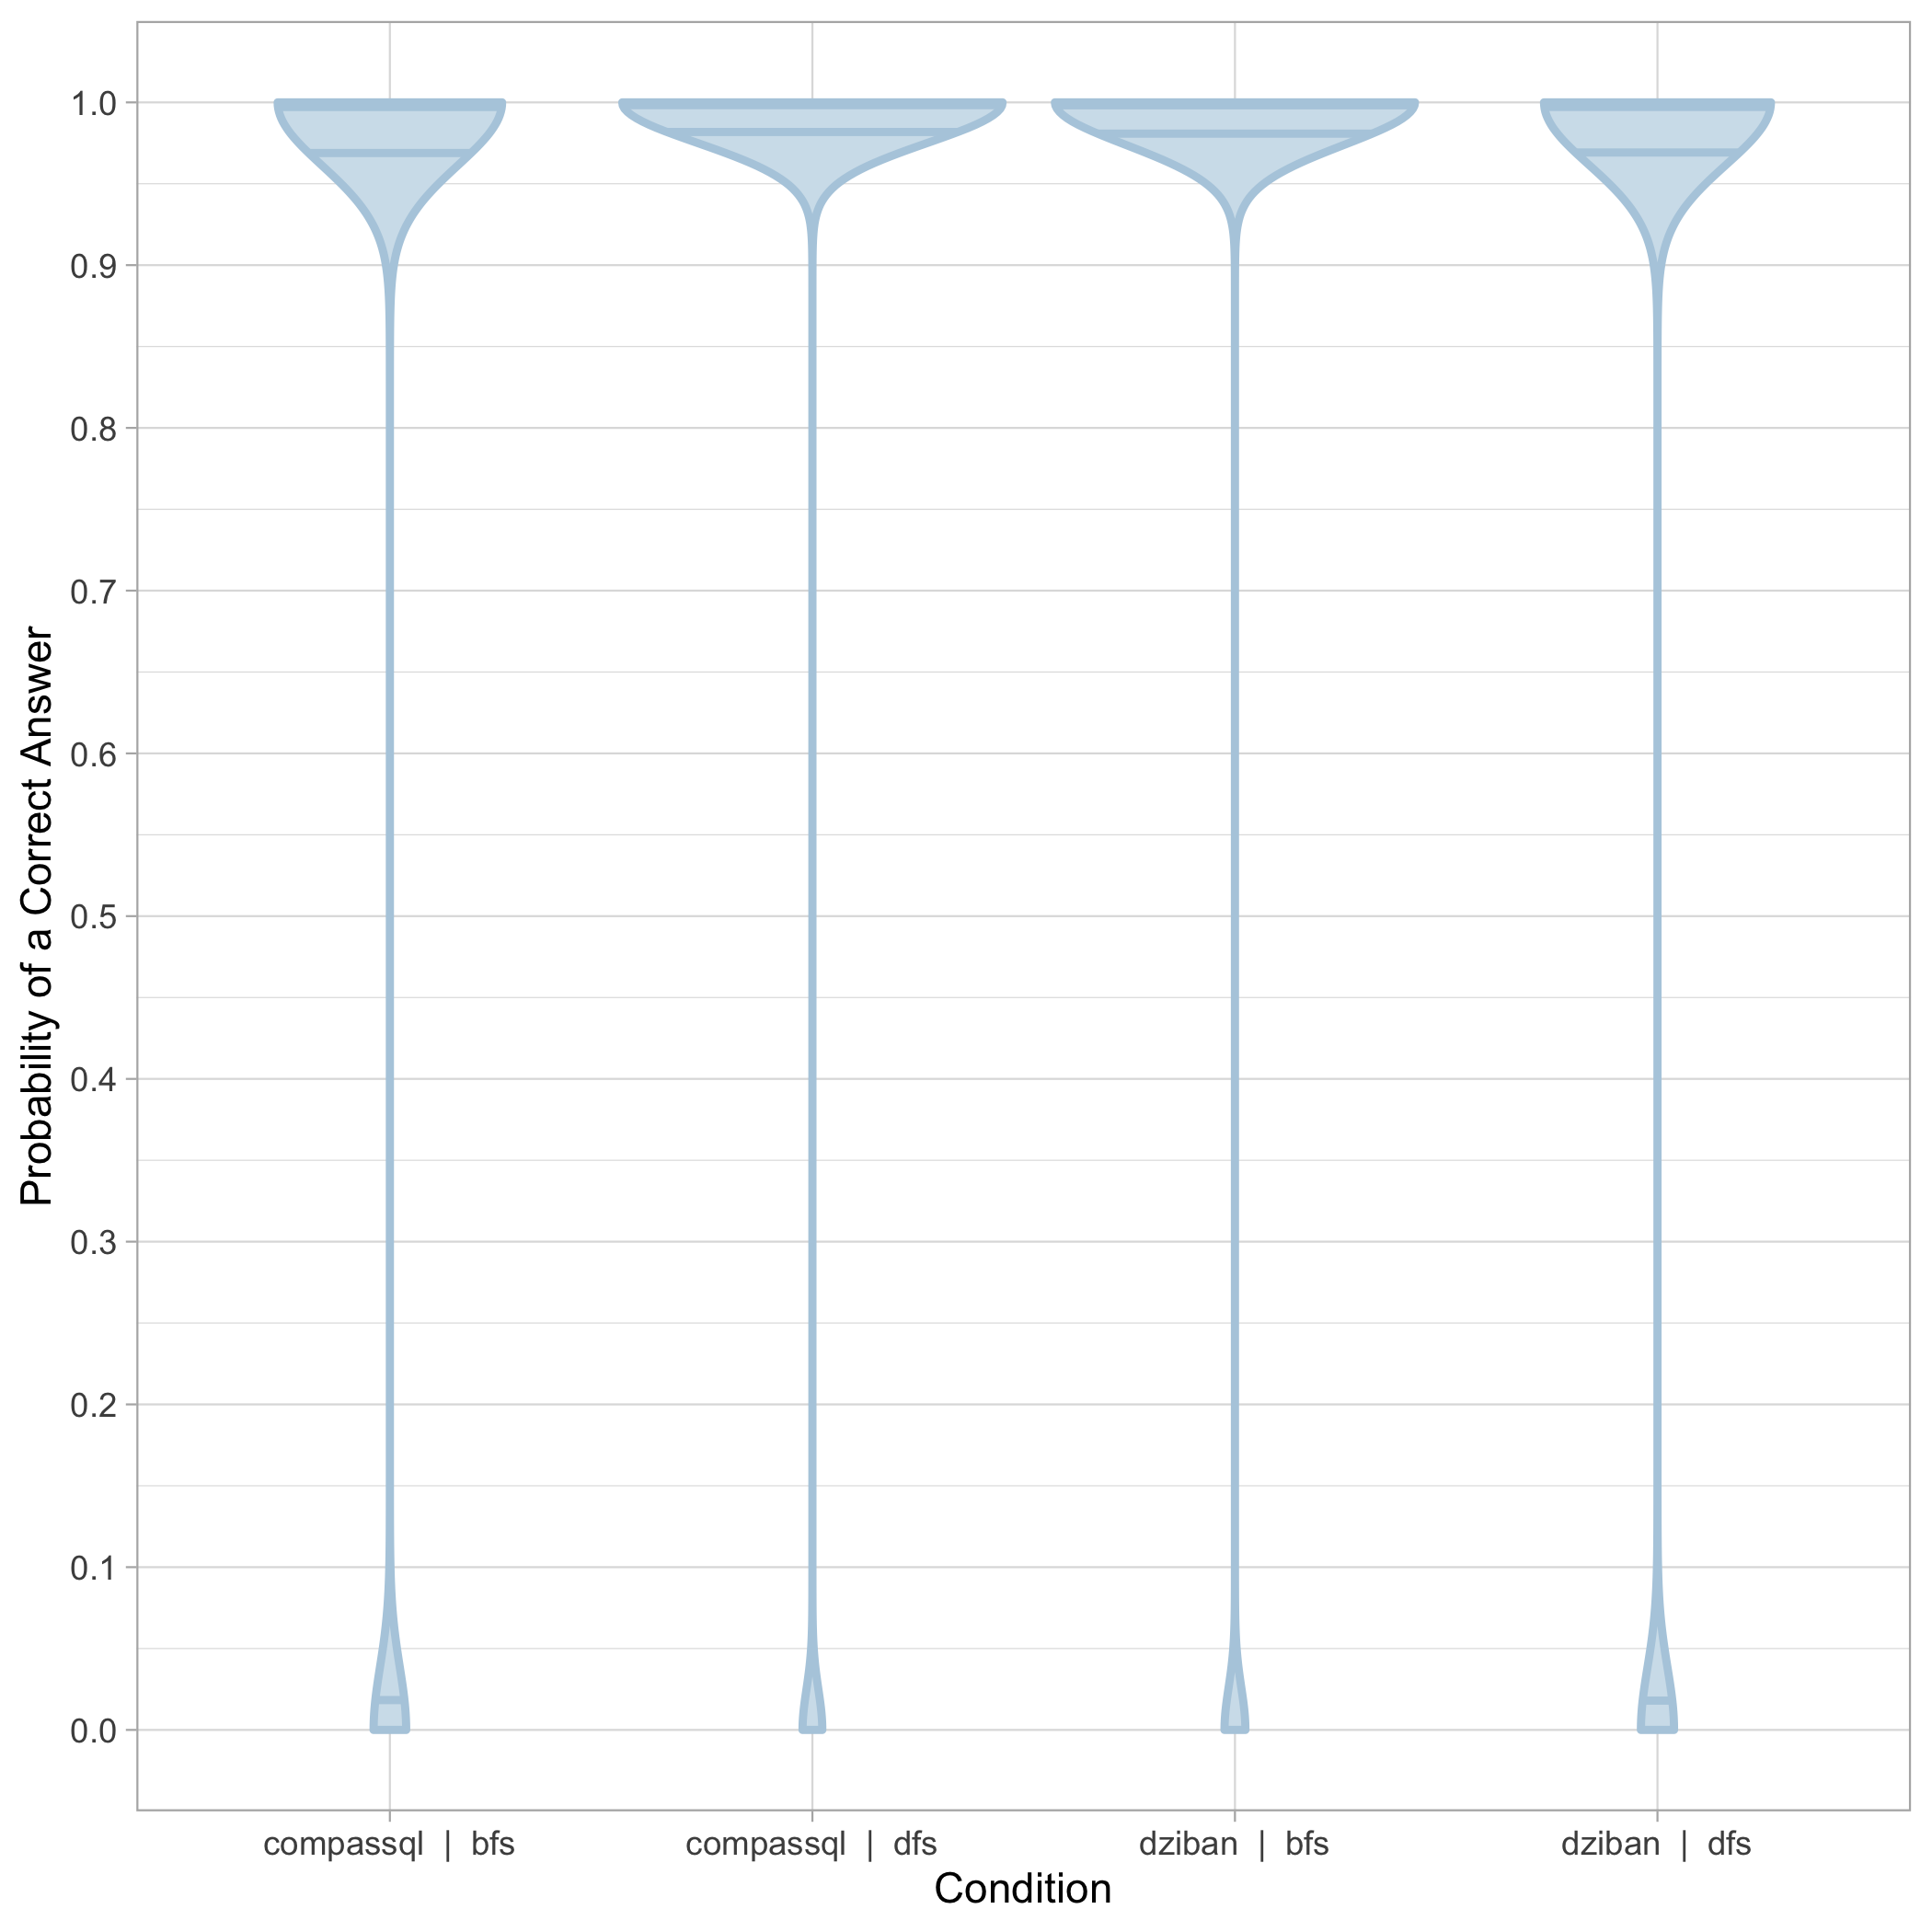 Probability of a Correct Answer
1.0
0.9
0.8
0.7
0.6
0.5
0.4
0.3
0.2
0.1
0.0
compassql | bfs
compassql | dfs
dziban | bfs
dziban | dfs
Condition